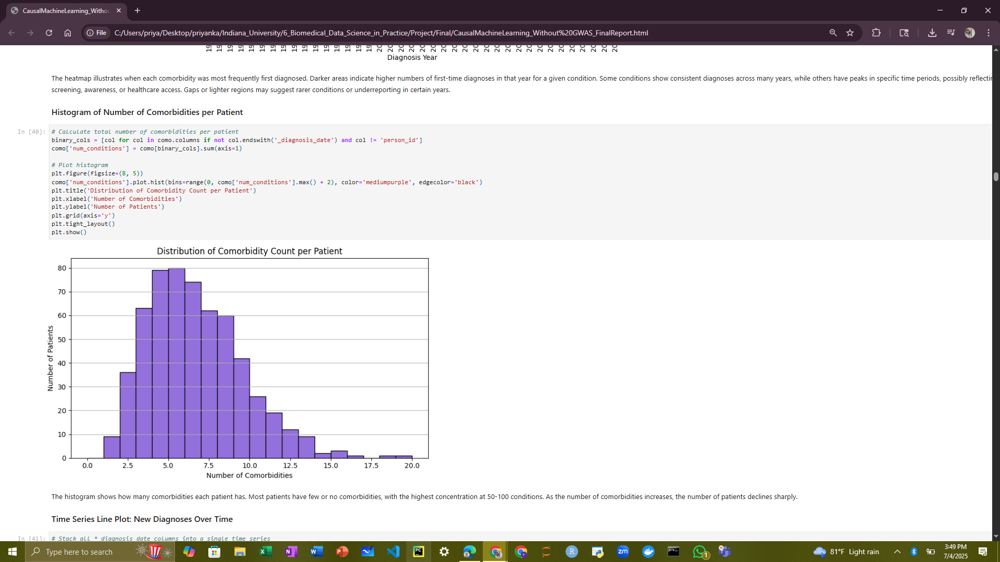 CausalMachineLearning_Witho
File
C:/Users/priya/Desktop/priyanka/Indiana_University/6_Biomedical_Data_Science_in_Practice/Project/Final/CausalMachineLearning_Without%20GWAS_FinalReport.html
Diagnosis Year
The heatmap illustrates when each comorbidity was most frequently first diagnosed. Darker areas indicate higher numbers of first-time diagnoses in that year for a given condition. Some conditions show consistent diagnoses across many years, while others have peaks in specific time periods, possibly reflectin
screening, awareness, or healthcare access. Gaps or lighter regions may suggest rarer conditions or underreporting in certain years.
Histogram of Number of Comorbidities per Patient
In [40]:
# Calculate total number of comorbidities per patient
binary_cols = [col for col in como.columns if not col.endswith('_diagnosis_date') and col != 'person_id']
como['num_conditions'] = como[binary_cols].sum(axis=1)
# Plot histogram
plt.figure(figsize=(8, 5))
como['num_conditions'].plot.hist(bins=range(0, como['num_conditions'].max() + 2), color='mediumpurple', edgecolor='black')
plt.title('Distribution of Comorbidity Count per Patient')
plt.xlabel('Number of Comorbidities')
plt.ylabel('Number of Patients')
plt.grid(axis='y')
plt.tight_layout()
plt.show()
Distribution of Comorbidity Count per Patient
Number of Patients
80
70
60
50
40
30
20
10
0
0.0 2.5 5.0 7.5 10.0 12.5 15.0 17.5 20.0
Number of Comorbidities
The histogram shows how many comorbidities each patient has. Most patients have few or no comorbidities, with the highest concentration at 50-100 conditions. As the number of comorbidities increases, the number of patients declines sharply.
Time Series Line Plot: New Diagnoses Over Time
In [41]:
# Stack all * diagnosis date columns into a single time series
Type here to search
81°F Light rain
3:49 PM
7/4/2025